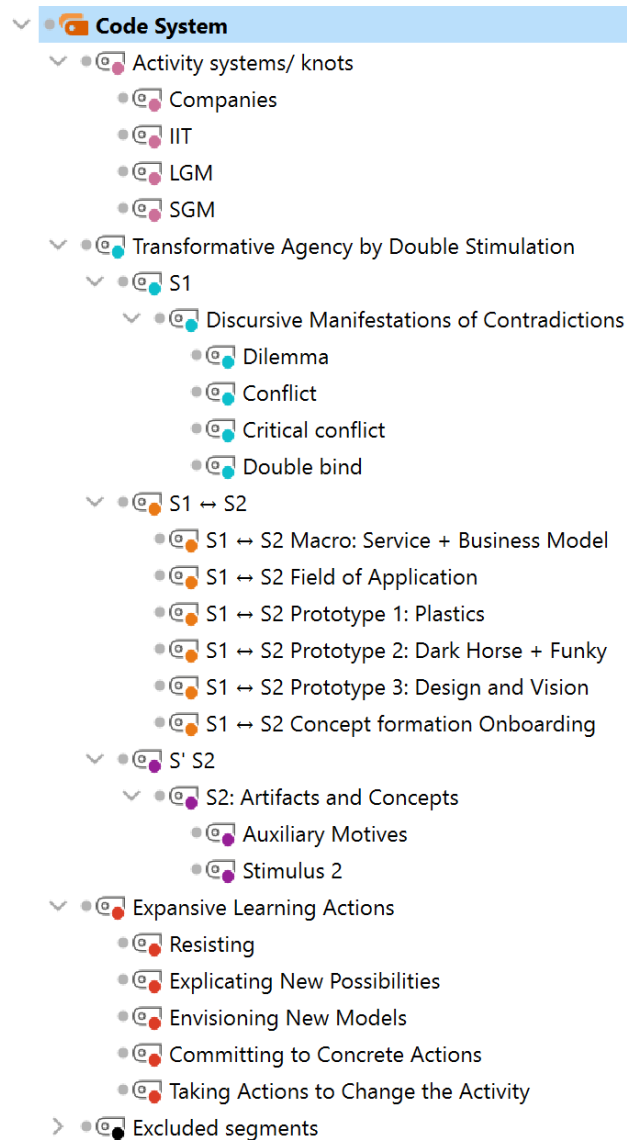 Code System
Activity systems/ knots
Companies
IIT
LGM
SGM
Transformative Agency by Double Stimulation
S1
Discursive Manifestations of Contradictions
Dilemma
Conflict
Critical conflict
Double bind
S1 ↔ S2
S1 ↔ S2 Macro: Service + Business Model
S1 ↔ S2 Field of Application
S1 ↔ S2 Prototype 1: Plastics
S1 ↔ S2 Prototype 2: Dark Horse + Funky
S1 ↔ S2 Prototype 3: Design and Vision
S1 ↔ S2 Concept formation Onboarding
S' S2
S2: Artifacts and Concepts
Auxiliary Motives
Stimulus 2
Expansive Learning Actions
Resisting
Explicating New Possibilities
Envisioning New Models
Committing to Concrete Actions
Taking Actions to Change the Activity
Excluded segments